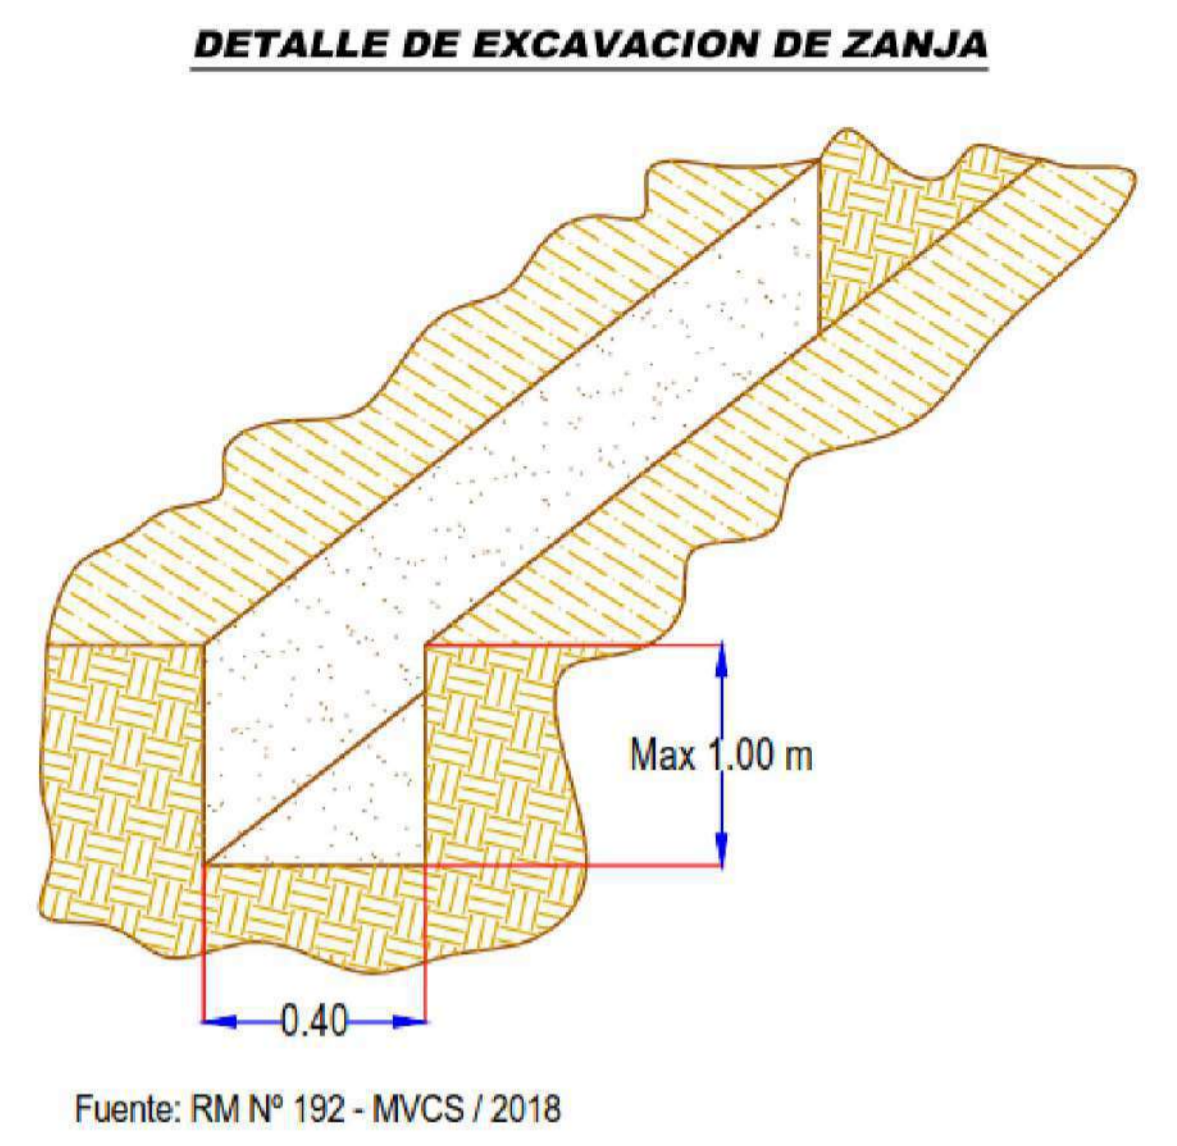 DETALLE DE EXCAVACION DE ZANJA
Max 1.00 m
0.40
Fuente: RM Nº 192 - MVCS / 2018